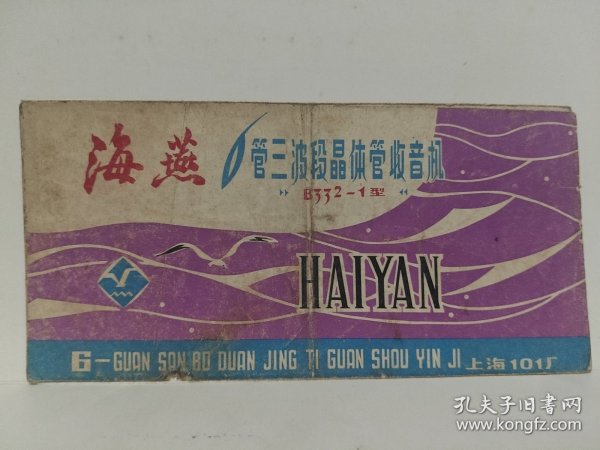 海燕 6管三波段晶体管收音机
B332-1型
HAIYAN
6-GUAN SAN BO DUAN JING TI GUAN SHOU YIN JI 上海101厂
孔夫子旧书网
www.kongfz.com